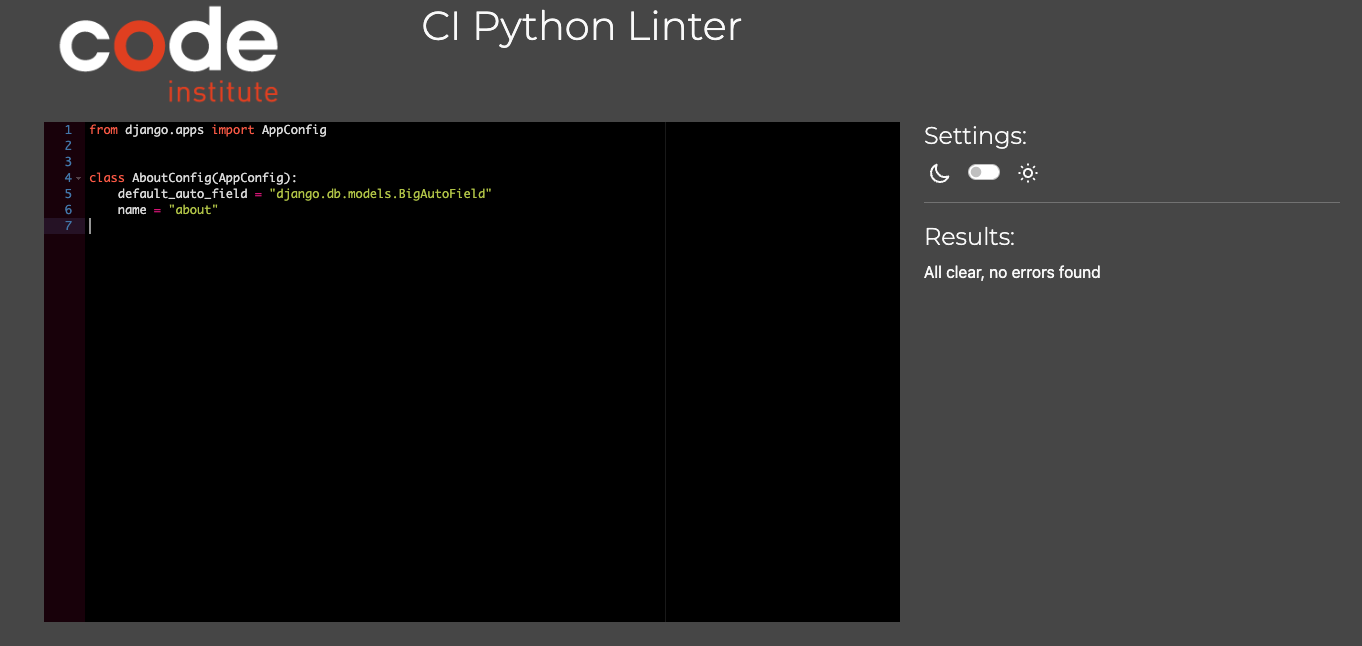 code
institute
CI Python Linter
1 from django.apps import AppConfig
2
3
4 class AboutConfig(AppConfig):
5     default_auto_field = "django.db.models.BigAutoField"
6     name = "about"
7
Settings:
Results:
All clear, no errors found